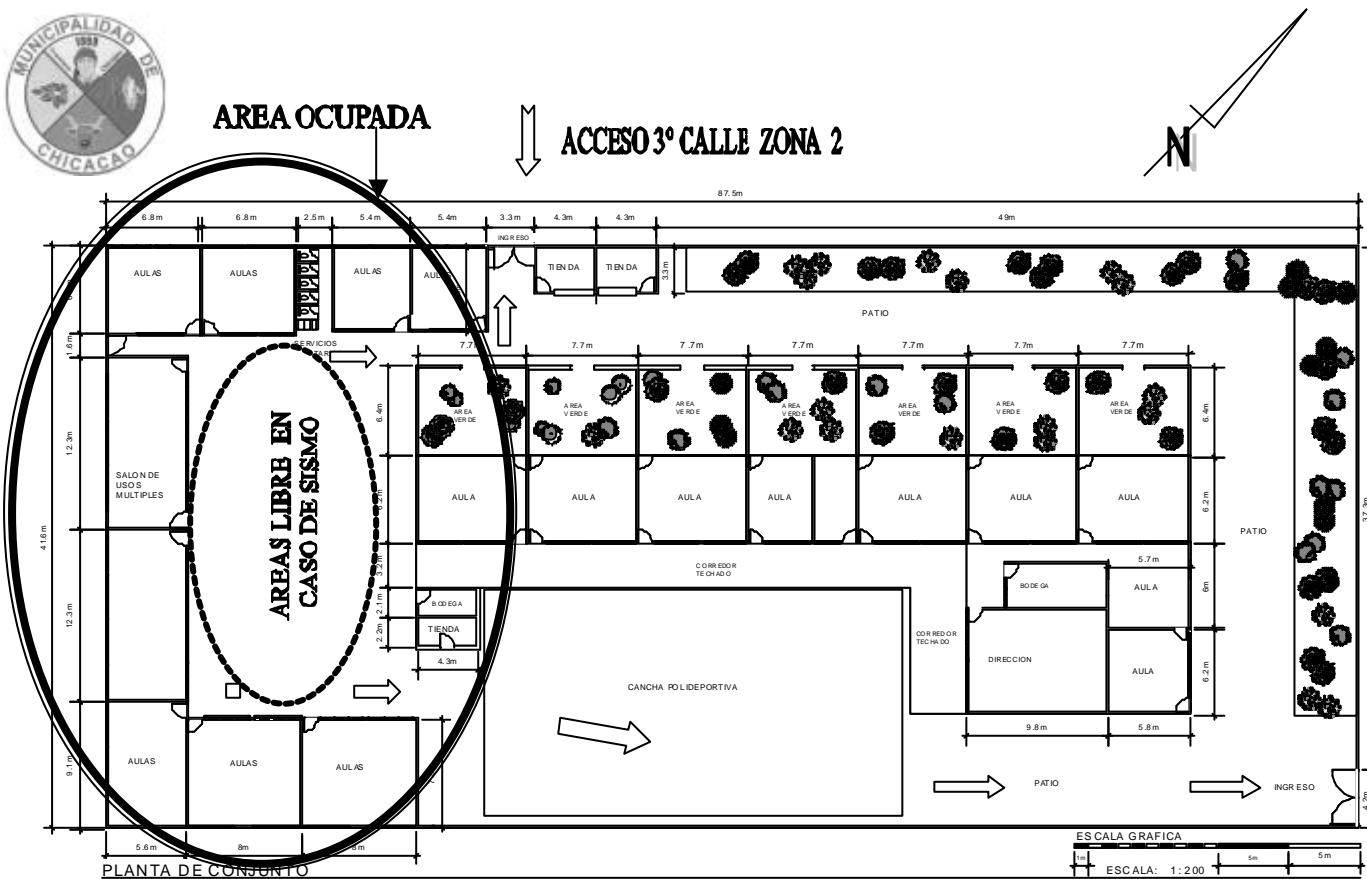 MUNICIPALIDAD DE
CHICACAO
AREA OCUPADA
ACCESO 3º CALLE ZONA 2
N
87.5m
6.8m
6.8m
2.5m
5.4m
5.4m
3.3m
4.3m
4.3m
49m
INGRESO
AULAS
AULAS
AULAS
TIENDA
TIENDA
3.3m
PATIO
1.6m
SERVICIOS
7.7m
7.7m
7.7m
7.7m
7.7m
7.7m
AREA
VERDE
AREA
VERDE
AREA
VERDE
AREA
VERDE
AREA
VERDE
AREA
VERDE
AREA
VERDE
6.4m
6.4m
12.3m
AREAS LIBRE EN
CASO DE SISMO
SALON DE
USOS
MULTIPLES
AULA
AULA
AULA
AULA
AULA
AULA
AULA
6.2m
PATIO
37.3m
41.6m
3.2m
CORREDOR
TECHADO
5.7m
2.1m
BODEGA
BODEGA
AULA
6m
12.3m
2.2m
TIENDA
4.3m
CORREDOR
TECHADO
DIRECCION
AULA
6.2m
CANCHA POLIDEPORTIVA
9.8m
5.8m
9.1m
AULAS
AULAS
AULAS
PATIO
INGRESO
4.2m
5.6m
8m
8m
PLANTA DE CONJUNTO
ESCALA GRAFICA
1m
5m
5m
ESCALA: 1:200